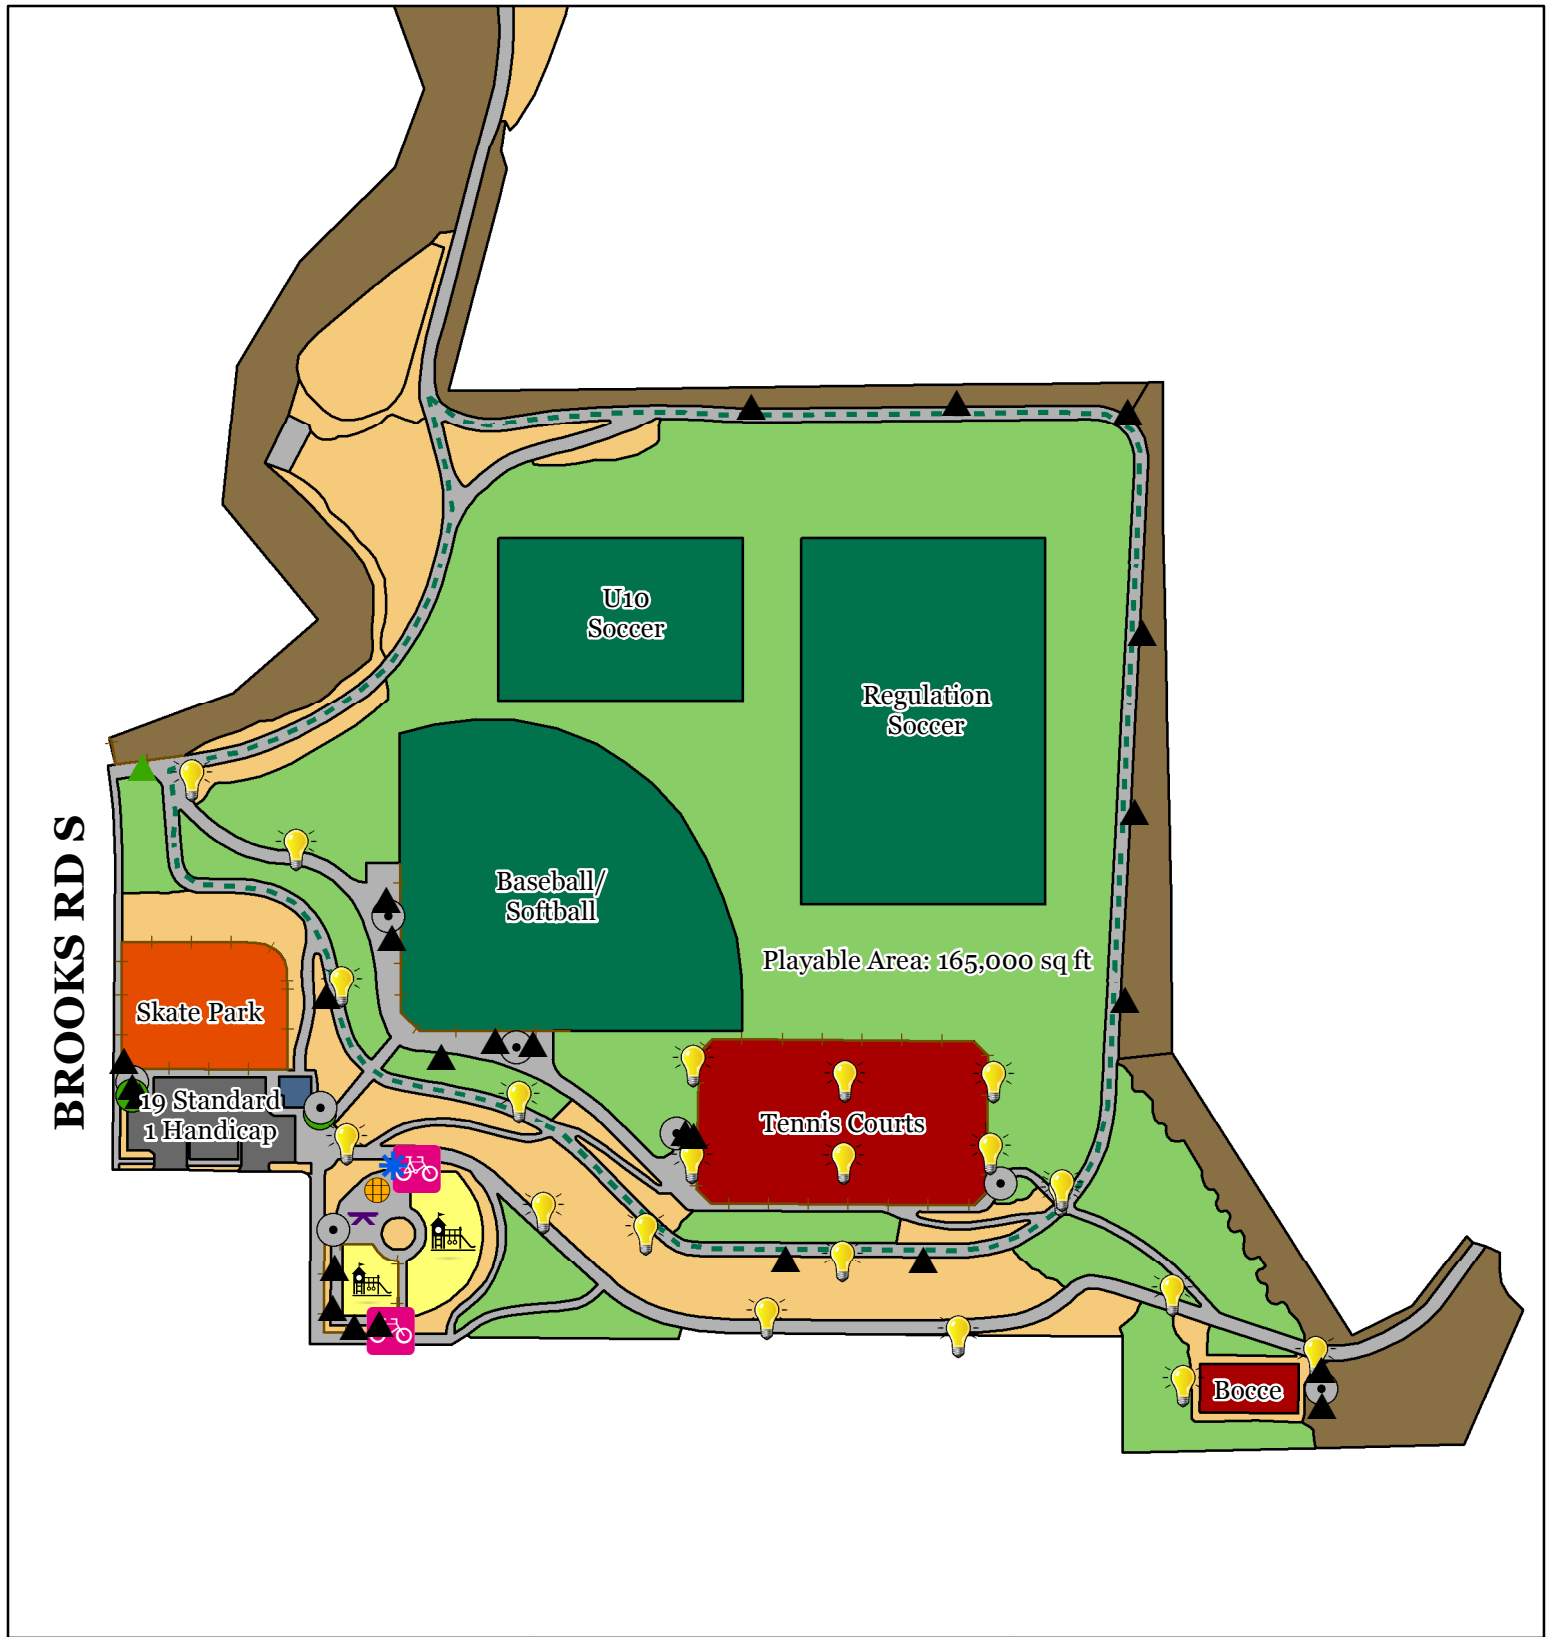 U10
Soccer
Regulation
Soccer
Baseball/
Softball
Playable Area: 165,000 sq ft
BROOKS RD S
Skate Park
19 Standard
1 Handicap
Tennis Courts
Bocce